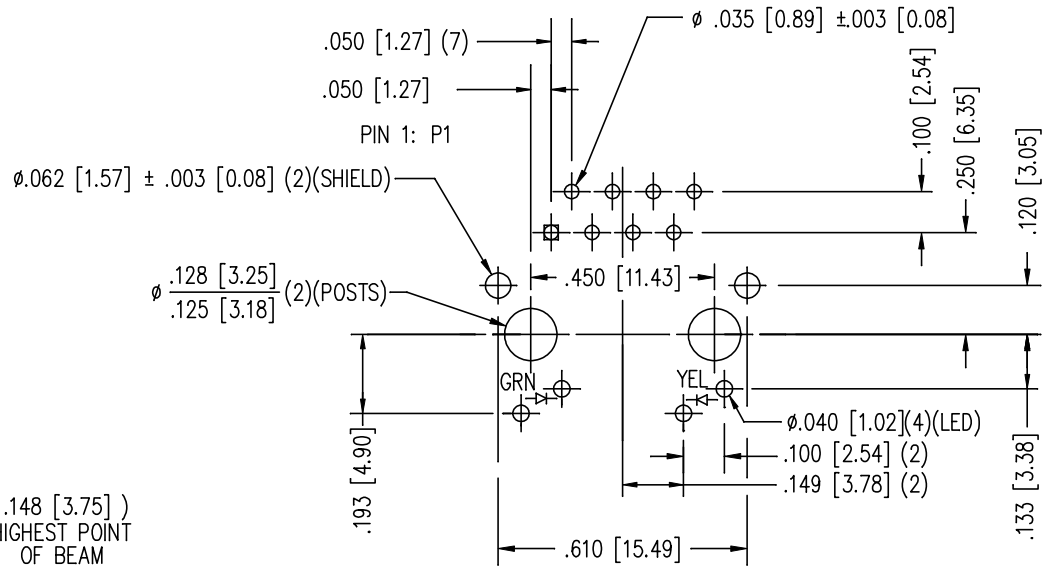 .050 [1.27] (7)
ø .035 [0.89] ±.003 [0.08]
.050 [1.27]
PIN 1: P1
.100 [2.54]
.250 [6.35]
.120 [3.05]
ø.062 [1.57] ± .003 [0.08] (2)(SHIELD)
.450 [11.43]
ø .128 [3.25]
.125 [3.18] (2)(POSTS)
GRN
YEL
ø.040 [1.02](4)(LED)
.100 [2.54] (2)
.149 [3.78] (2)
.193 [4.90]
.133 [3.38]
.148 [3.75] )
HIGHEST POINT
OF BEAM
.610 [15.49]